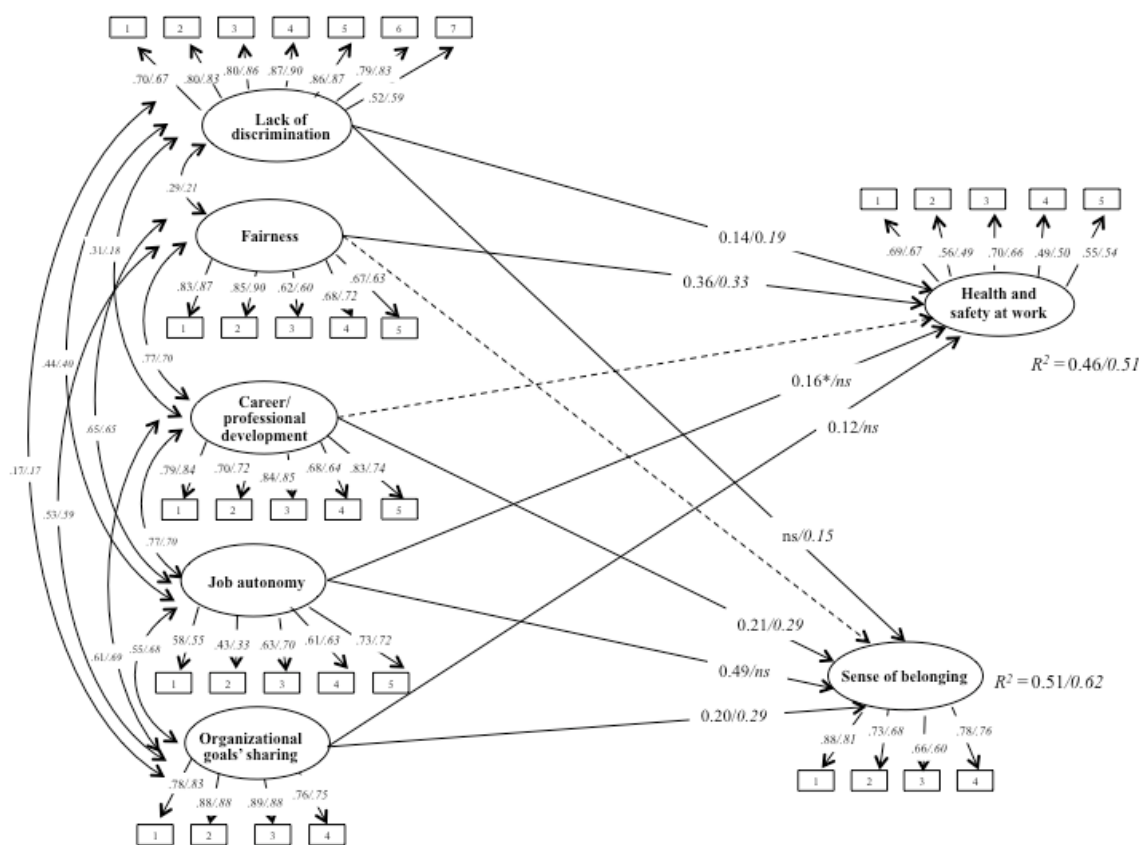 1 2 3 4 5 6 7
.70/.67 .80/.83 .80/.86 .87/.90 .86/.87 .79/.83 .52/.59
Lack of
discrimination
.29/.21
Fairness
.83/.87 .85/.90 .62/.60 .68/.72 .67/.63
1 2 3 4 5
.31/.18
.77/.70
Career/
professional
development
.79/.84 .70/.72 .84/.85 .68/.64 .83/.74
1 2 3 4 5
.44/.40
.65/.65
.17/.17
.53/.59
.77/.70
Job autonomy
.58/.55 .43/.33 .63/.70 .61/.63 .73/.72
1 2 3 4 5
.61/.69
.55/.68
Organizational
goals' sharing
.78/.83 .88/.88 .89/.88 .76/.75
1 2 3 4
0.14/0.19
0.36/0.33
0.16*/ns
0.12/ns
ns/0.15
0.21/0.29
0.49/ns
0.20/0.29
1 2 3 4 5
.69/.67 .56/.49 .70/.66 .49/.50 .55/.54
Health and
safety at work
R² = 0.46/0.51
Sense of belonging
R² = 0.51/0.62
.88/.81 .73/.68 .66/.60 .78/.76
1 2 3 4